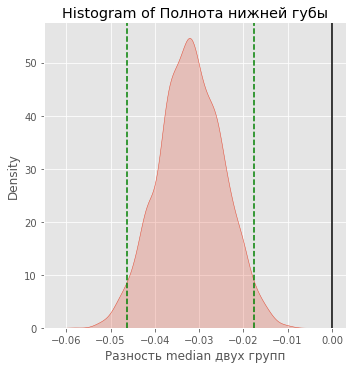 Histogram of Полнота нижней губы
Density
50
40
30
20
10
0
−0.06 −0.05 −0.04 −0.03 −0.02 −0.01 0.00
Разность median двух групп